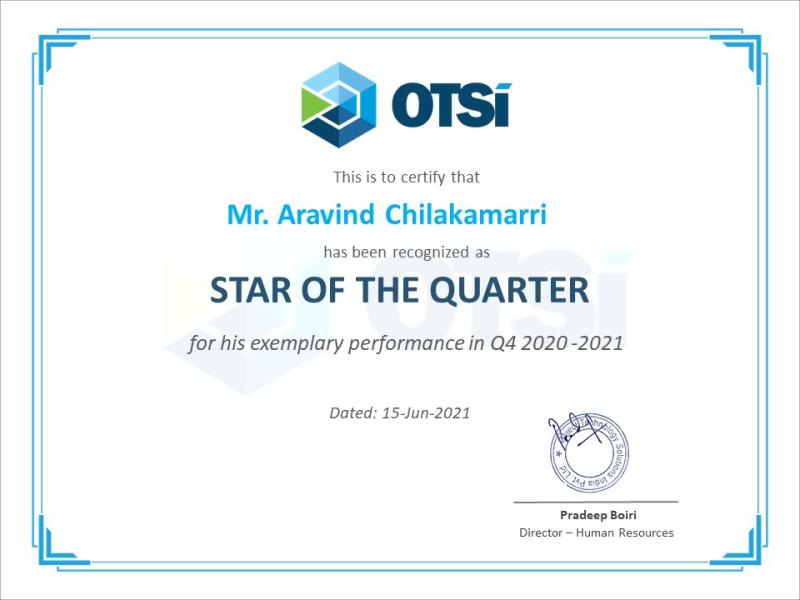 OTSi
This is to certify that
Mr. Aravind Chilakamarri
has been recognized as
STAR OF THE QUARTER
OTSi
for his exemplary performance in Q4 2020 -2021
Dated: 15-Jun-2021
Technology Solutions India Pvt. Ltd.
Pradeep Boiri
Director – Human Resources